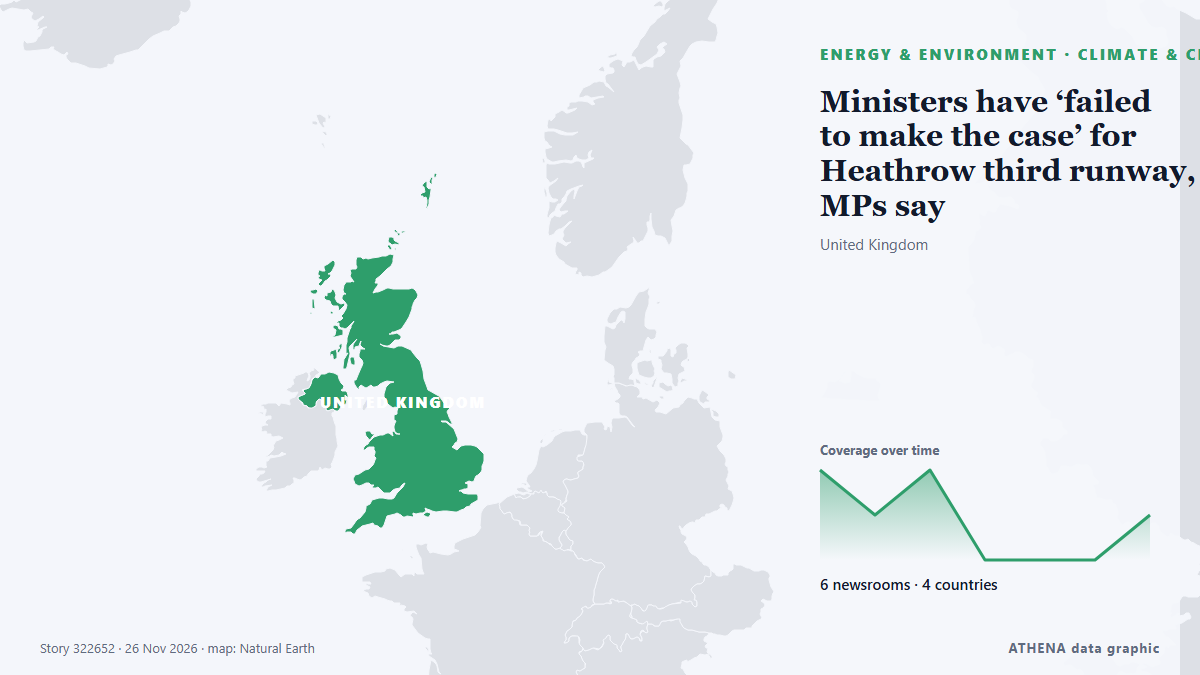 ENERGY & ENVIRONMENT · CLIMATE &
Ministers have ‘failed
to make the case’ for
Heathrow third runway,
MPs say
United Kingdom
UNITED KINGDOM
Coverage over time
6 newsrooms · 4 countries
Story 322652 · 26 Nov 2026 · map: Natural Earth
ATHENA data graphic